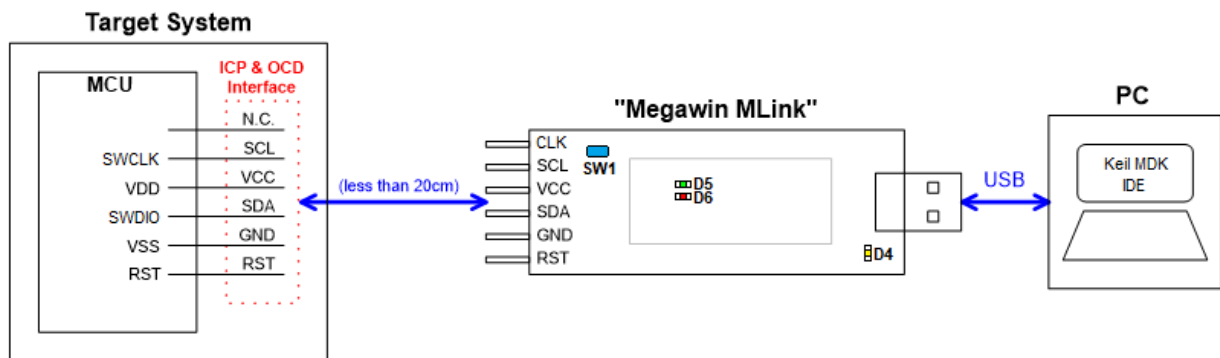 Target System
MCU
ICP & OCD
Interface
N.C.
SWCLK
SCL
VDD
VCC
SWDIO
SDA
VSS
GND
RST
RST
(less than 20cm)
"Megawin MLink"
CLK
SCL
VCC
SDA
GND
RST
SW1
D5
D6
D4
USB
PC
Keil MDK
IDE